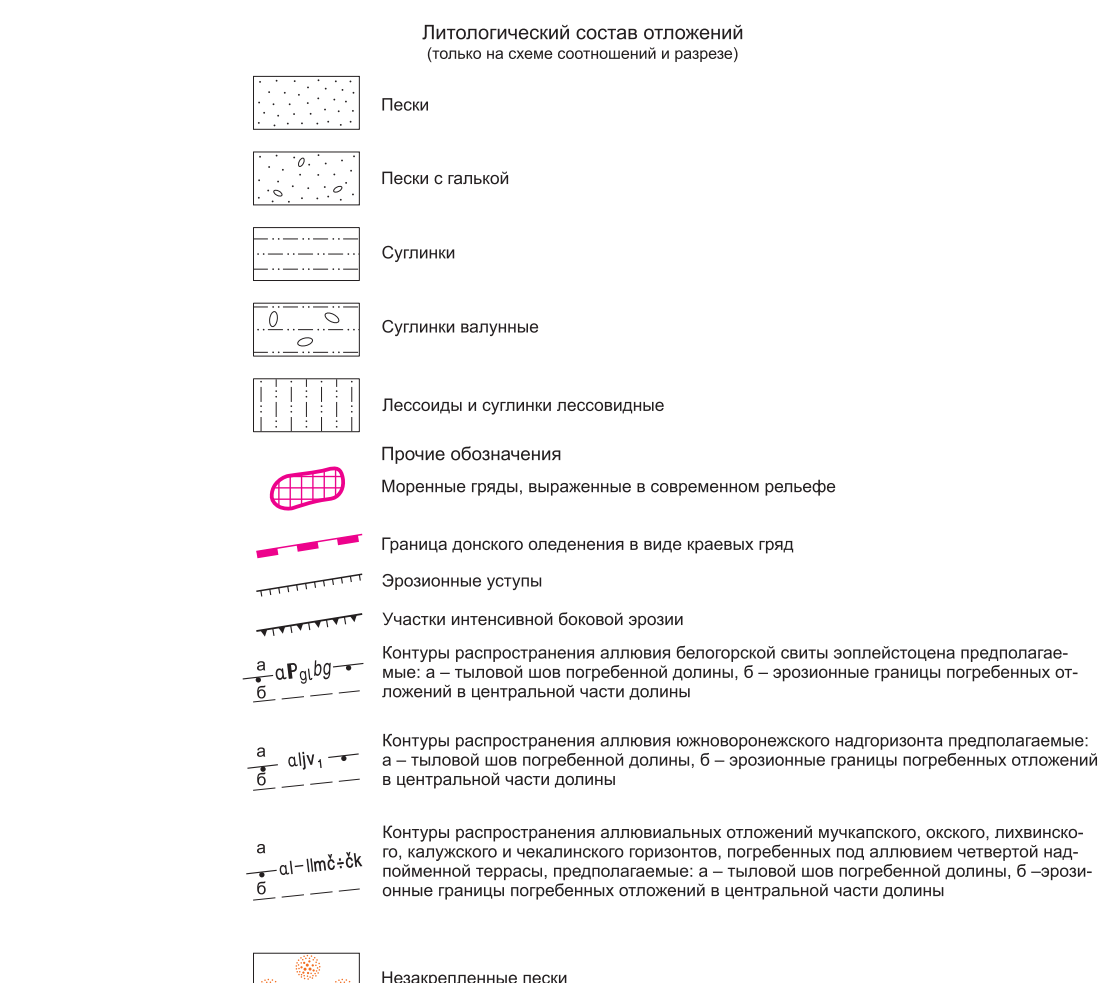 Литологический состав отложений
(только на схеме соотношений и разрезе)
Пески
Пески с галькой
Суглинки
Суглинки валунные
Лессоиды и суглинки лессовидные
Прочие обозначения
Моренные гряды, выраженные в современном рельефе
Граница донского оледенения в виде краевых гряд
Эрозионные уступы
Участки интенсивной боковой эрозии
а
аPglbg
б
Контуры распространения аллювия белогорской свиты эоплейстоцена предполагае-
мые: а – тыловой шов погребенной долины, б – эрозионные границы погребенных от-
ложений в центральной части долины
а
aIjv1
б
Контуры распространения аллювия южноворонежского надгоризонта предполагаемые:
а – тыловой шов погребенной долины, б – эрозионные границы погребенных отложений
в центральной части долины
а
aI–IImč÷čk
б
Контуры распространения аллювиальных отложений мучкапского, окского, лихвинско-
го, калужского и чекалинского горизонтов, погребенных под аллювием четвертой над-
пойменной террасы, предполагаемые: а – тыловой шов погребенной долины, б –эрози-
онные границы погребенных отложений в центральной части долины
Незакрепленные пески